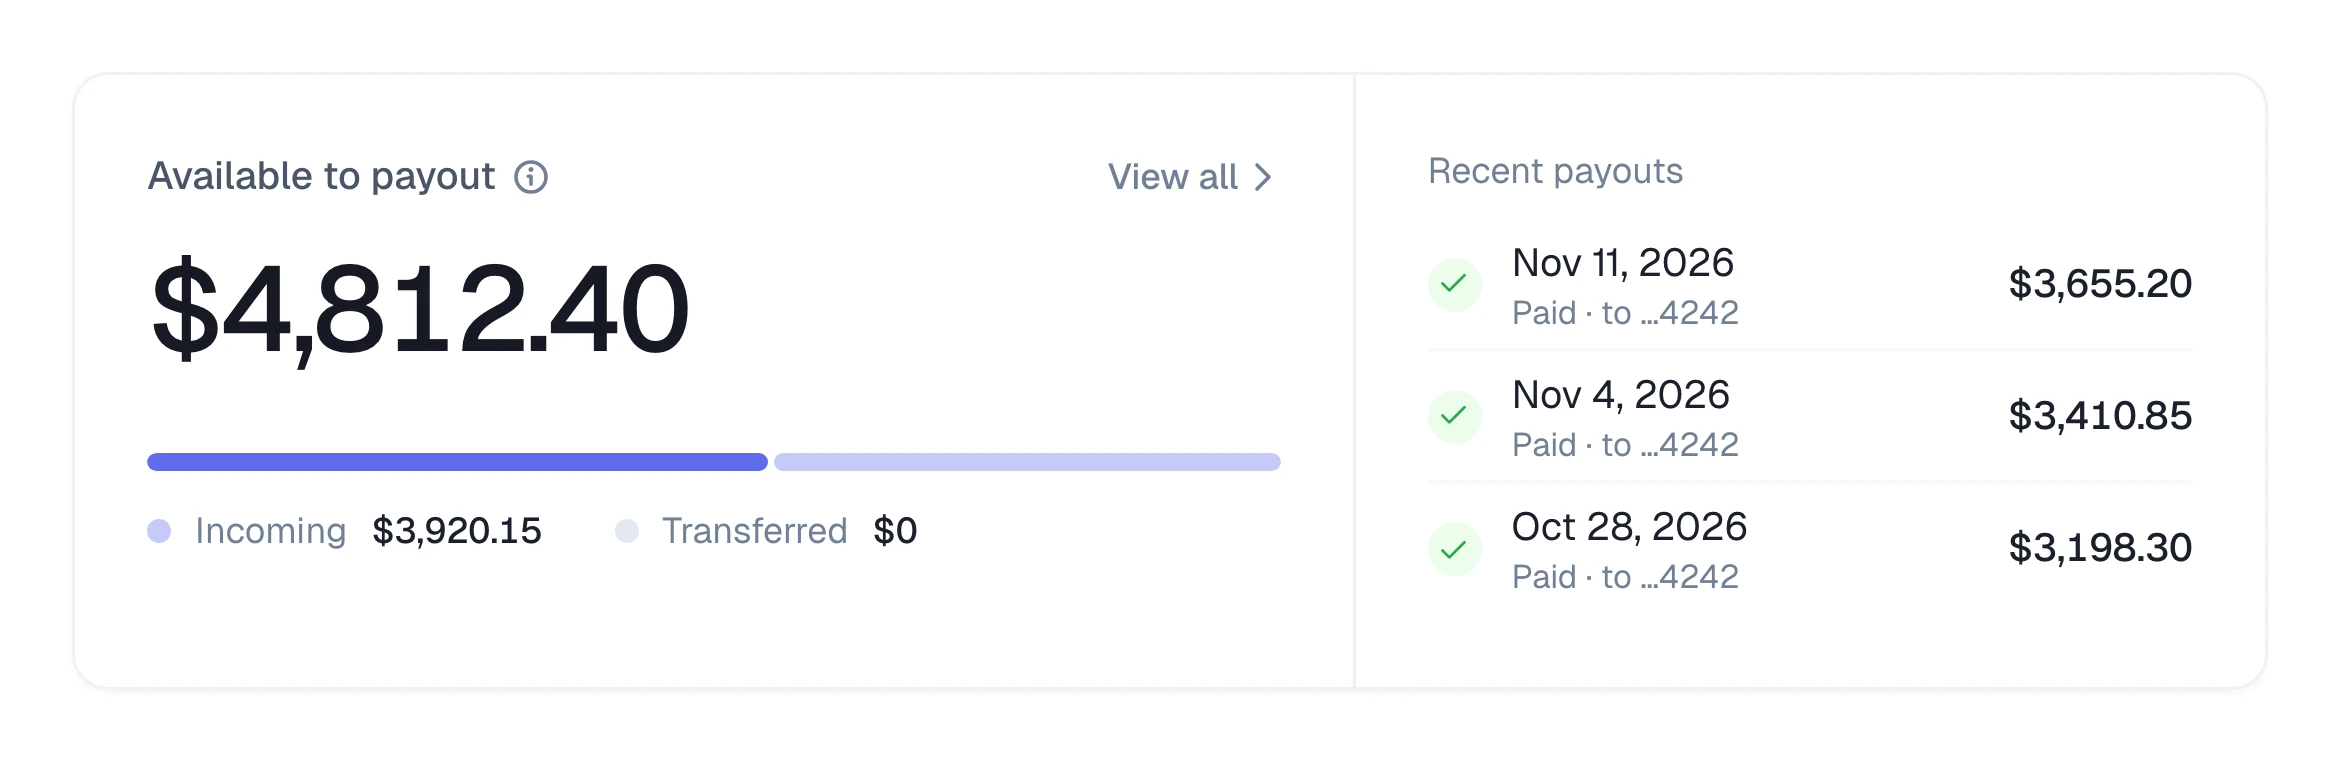 Available to payout
View all
$4,812.40
Incoming $3,920.15 Transferred $0
Recent payouts
Nov 11, 2026
Paid · to ...4242
$3,655.20
Nov 4, 2026
Paid · to ...4242
$3,410.85
Oct 28, 2026
Paid · to ...4242
$3,198.30